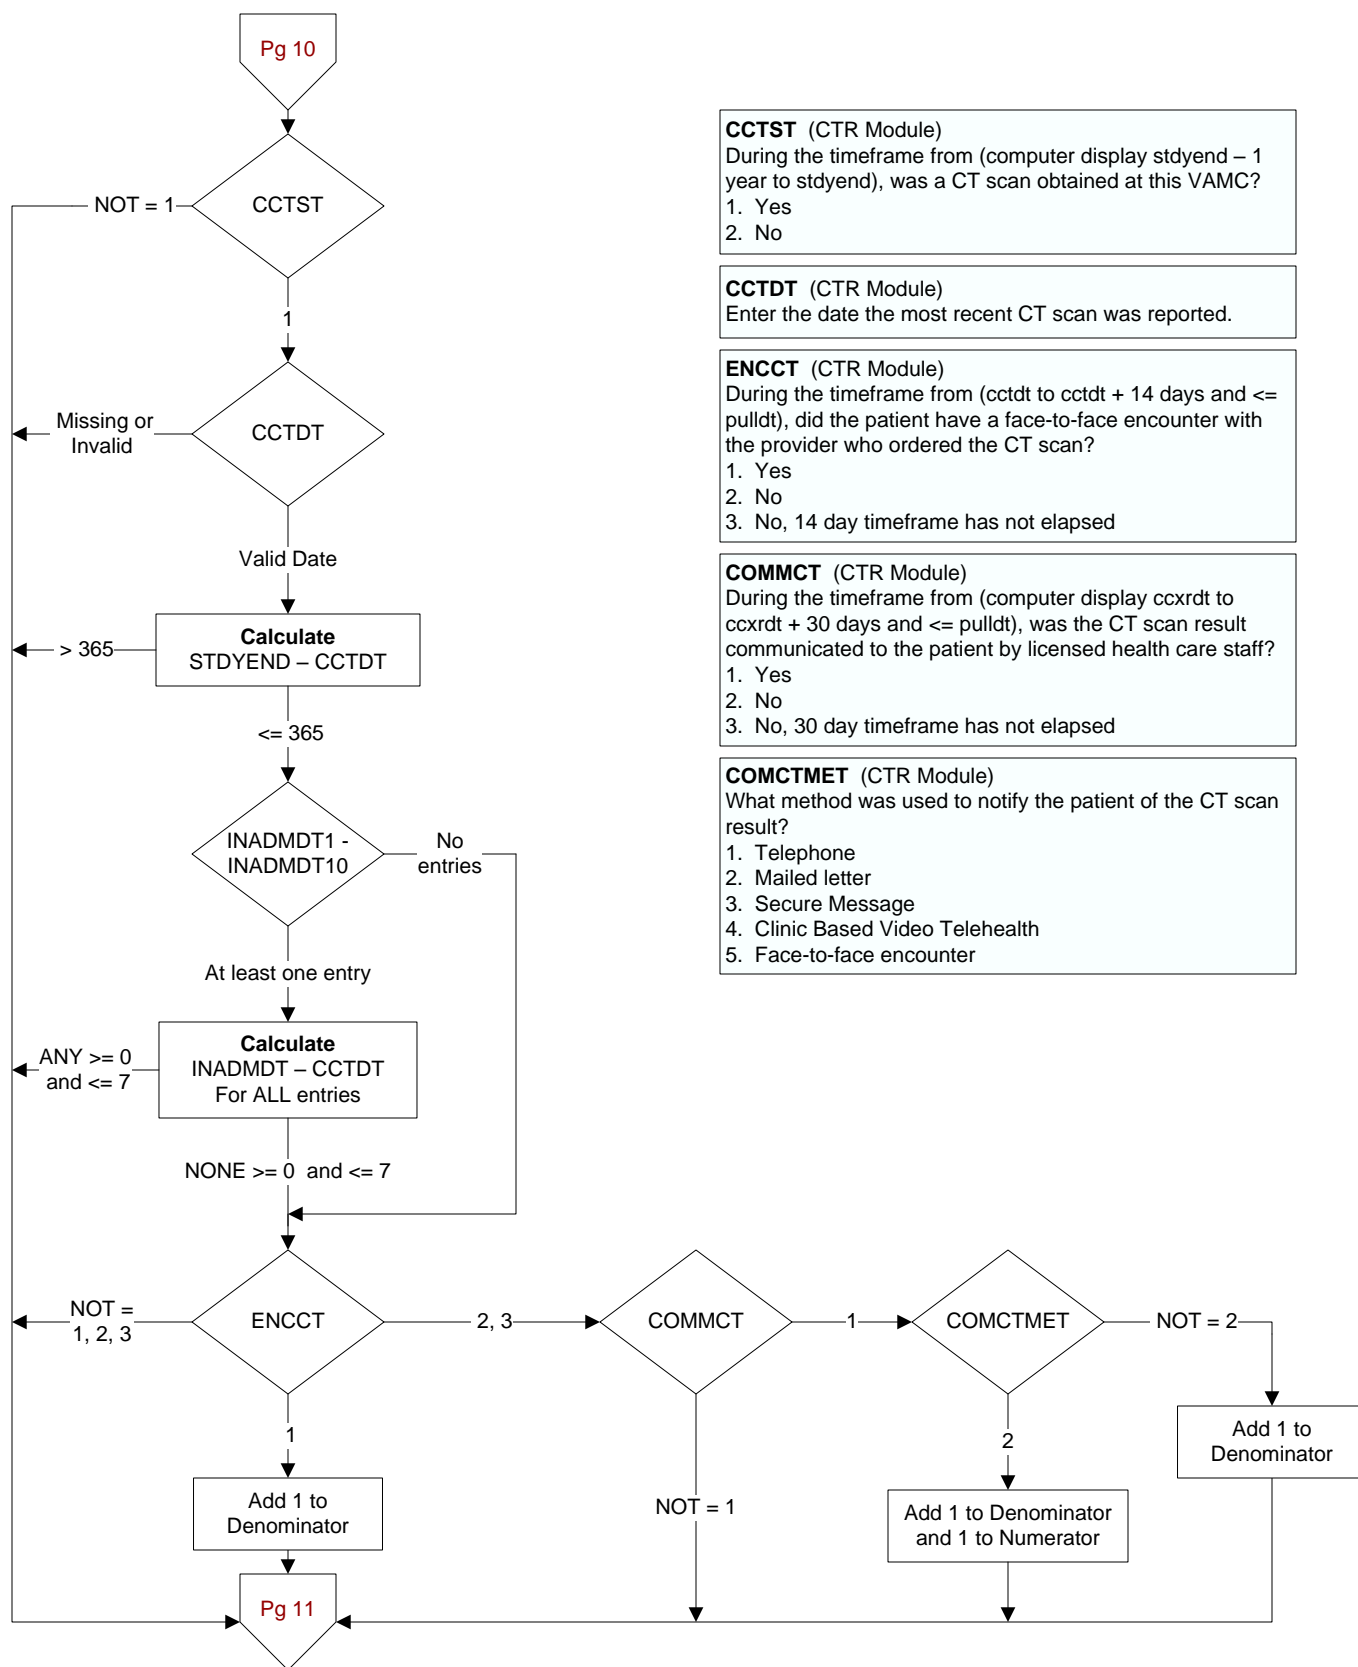 Pg 10
CCTST
NOT = 1
1
CCTDT
Missing or
Invalid
Valid Date
Calculate
STDYEND – CCTDT
> 365
<= 365
INADMDT1 -
INADMDT10
No
entries
At least one entry
Calculate
INADMDT – CCTDT
For ALL entries
ANY >= 0
and <= 7
NONE >= 0 and <= 7
ENCCT
NOT =
1, 2, 3
2, 3
COMMCT
1
COMCTMET
NOT = 2
1
NOT = 1
2
Add 1 to
Denominator
Add 1 to
Denominator
Add 1 to Denominator
and 1 to Numerator
Pg 11
CCTST (CTR Module)
During the timeframe from (computer display stdyend – 1
year to stdyend), was a CT scan obtained at this VAMC?
1. Yes
2. No
CCTDT (CTR Module)
Enter the date the most recent CT scan was reported.
ENCCT (CTR Module)
During the timeframe from (cctdt to cctdt + 14 days and <=
pulldt), did the patient have a face-to-face encounter with
the provider who ordered the CT scan?
1. Yes
2. No
3. No, 14 day timeframe has not elapsed
COMMCT (CTR Module)
During the timeframe from (computer display ccxrdt to
ccxrdt + 30 days and <= pulldt), was the CT scan result
communicated to the patient by licensed health care staff?
1. Yes
2. No
3. No, 30 day timeframe has not elapsed
COMCTMET (CTR Module)
What method was used to notify the patient of the CT scan
result?
1. Telephone
2. Mailed letter
3. Secure Message
4. Clinic Based Video Telehealth
5. Face-to-face encounter